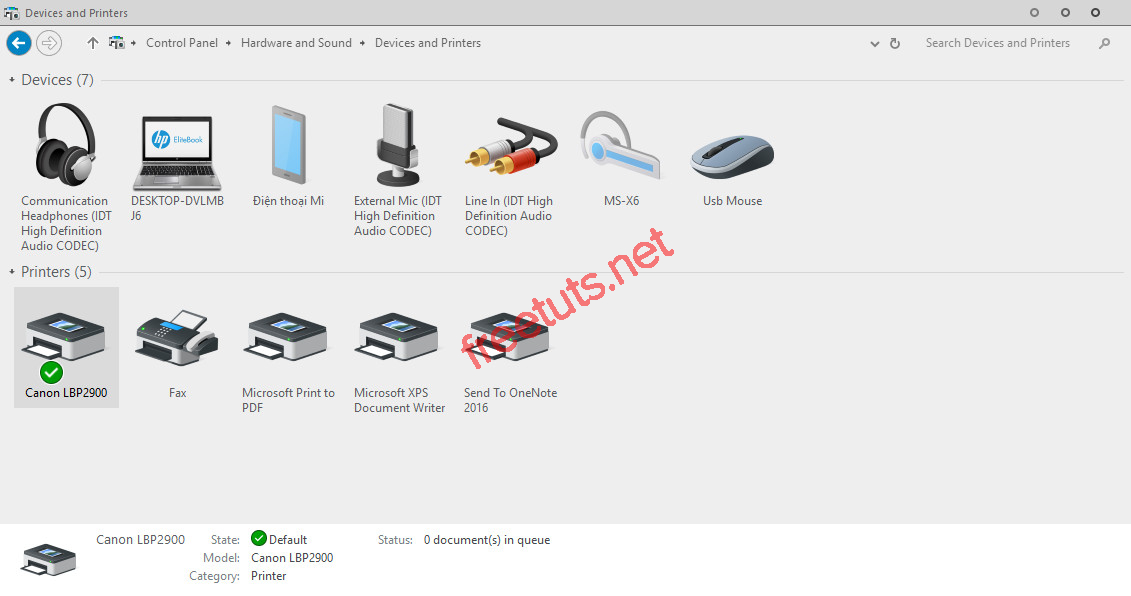 Devices and Printers
Control Panel
Hardware and Sound
Devices and Printers
Search Devices and Printers
Devices (7)
hp EliteBook
Communication
Headphones (IDT
High Definition
Audio CODEC)
DESKTOP-DVLMB
J6
Điện thoại Mi
External Mic (IDT
High Definition
Audio CODEC)
Line In (IDT High
Definition Audio
CODEC)
MS-X6
Usb Mouse
Printers (5)
Canon LBP2900
Fax
Microsoft Print to
PDF
Microsoft XPS
Document Writer
Send To OneNote
2016
freetuts.net
Canon LBP2900
State: Default
Status: 0 document(s) in queue
Model: Canon LBP2900
Category: Printer